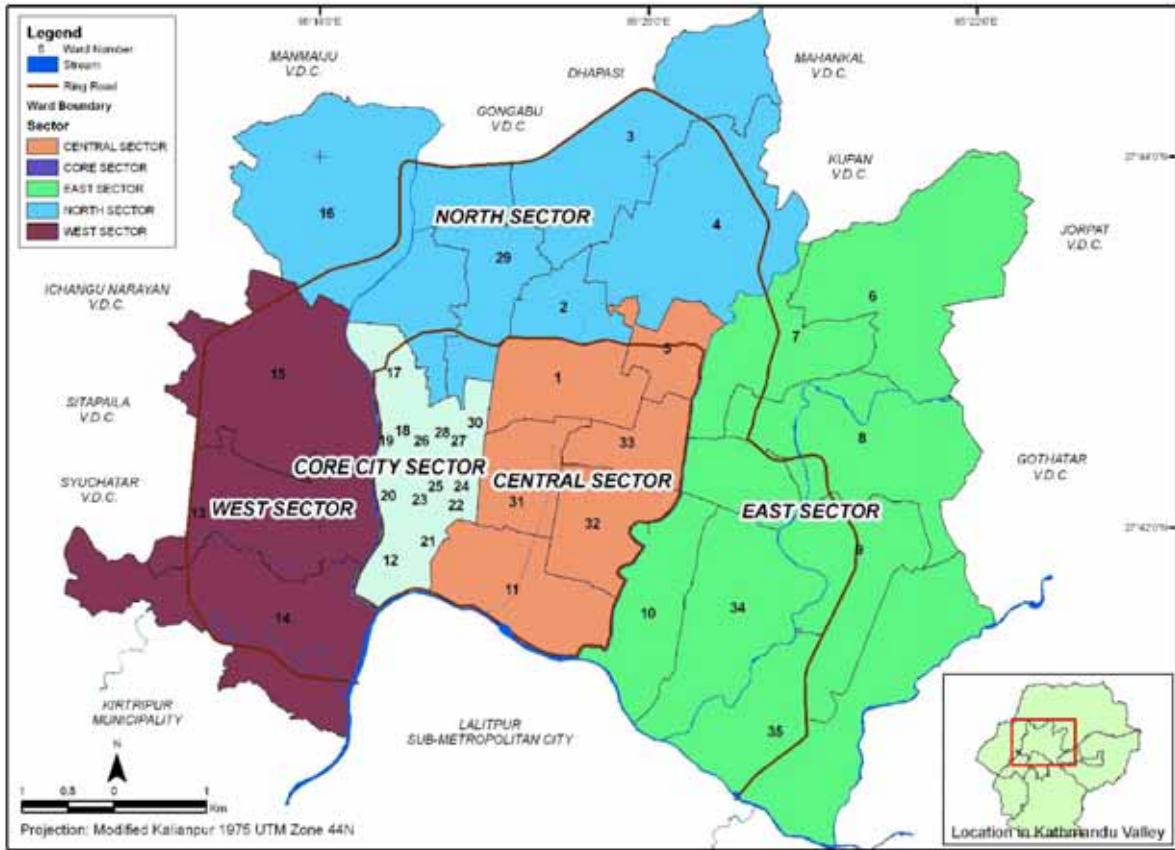 Legend
Ward Number
Stream
Ring Road
Ward Boundary
Sector
CENTRAL SECTOR
CORE SECTOR
EAST SECTOR
NORTH SECTOR
WEST SECTOR
MANMAIJU
V.D.C.
DHAPASI
MAHANKAL
V.D.C.
GONGABU
V.D.C.
3
KUPAN
V.D.C.
16
NORTH SECTOR
4
JORPAT
V.D.C.
29
ICHANGU NARAYAN
V.D.C.
2
6
7
5
15
17
1
SITAPAILA
V.D.C.
30
19
18
26
28
27
33
8
GOTHATAR
V.D.C.
CORE CITY SECTOR
CENTRAL SECTOR
SYUCHATAR
V.D.C.
25
24
20
23
22
31
13
WEST SECTOR
32
EAST SECTOR
21
9
12
11
14
10
34
KIRTRIPUR
MUNICIPALITY
LALITPUR
SUB-METROPOLITAN CITY
35
N
1 0.5 0 1
Km
Projection: Modified Kalianpur 1975 UTM Zone 44N
Location in Kathmandu Valley